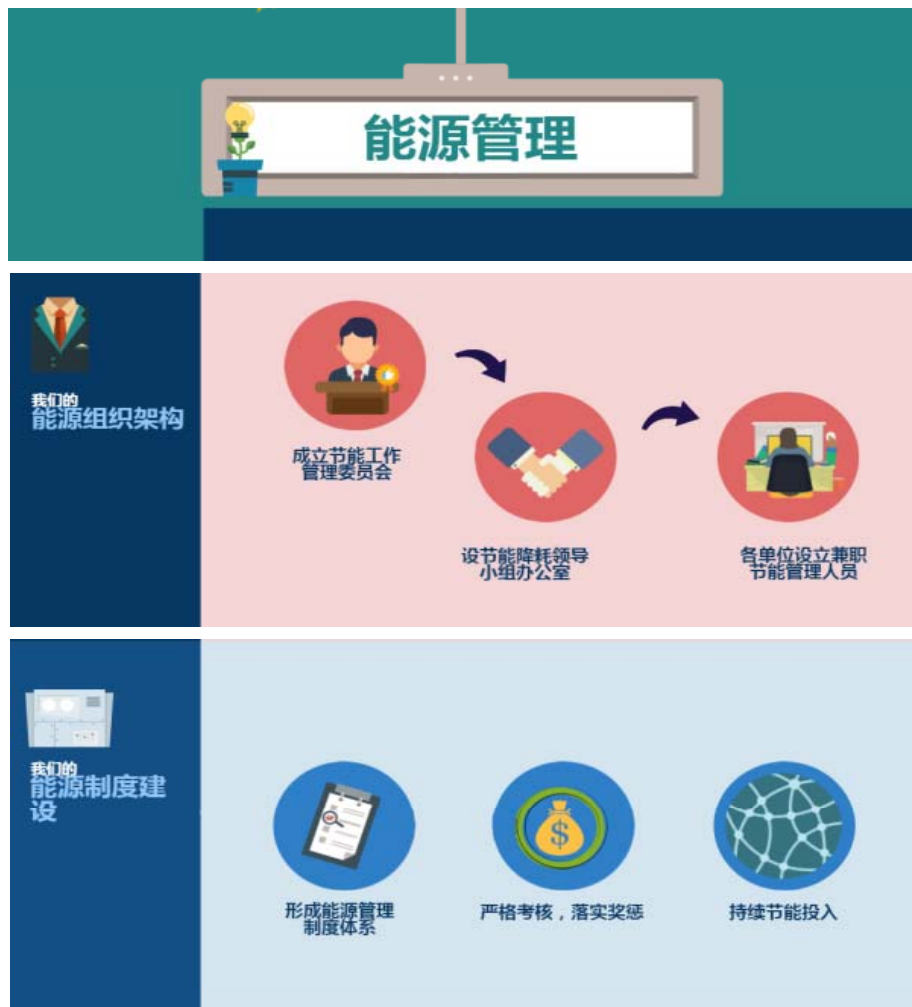 能源管理
我们的
能源组织架构
成立节能工作
管理委员会
设节能降耗领导
小组办公室
各单位设立兼职
节能管理人员
我们的
能源制度建
设
形成能源管理
制度体系
$
严格考核，落实奖惩
持续节能投入